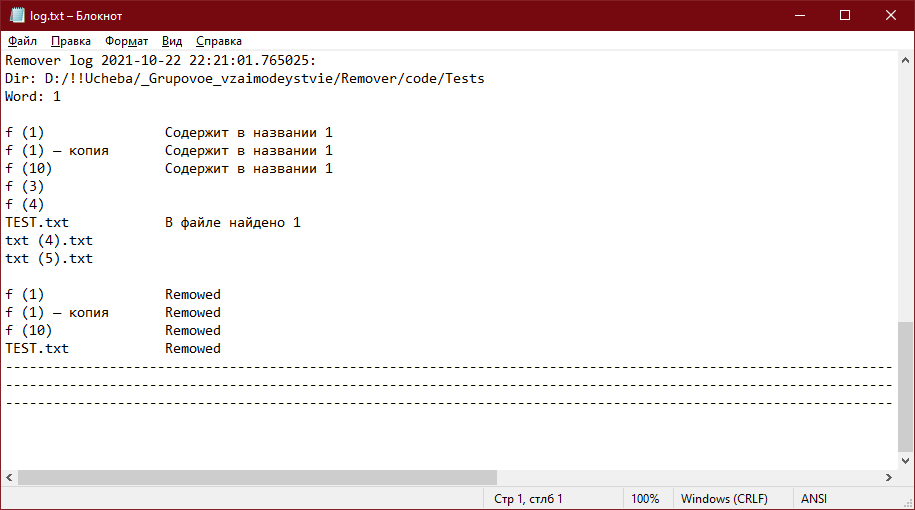 log.txt – Блокнот
Файл Правка Формат Вид Справка
Remover log 2021-10-22 22:21:01.765025:
Dir: D:/!!Ucheba/_Grupovoe_vzaimodeystvie/Remover/code/Tests
Word: 1
f (1) Содержит в названии 1
f (1) — копия Содержит в названии 1
f (10) Содержит в названии 1
f (3)
f (4)
TEST.txt В файле найдено 1
txt (4).txt
txt (5).txt
f (1) Remowed
f (1) — копия Remowed
f (10) Remowed
TEST.txt Remowed
---------------------------------------------------------------------------------------------------------------
---------------------------------------------------------------------------------------------------------------
---------------------------------------------------------------------------------------------------------------
Стр 1, стлб 1 100% Windows (CRLF) ANSI